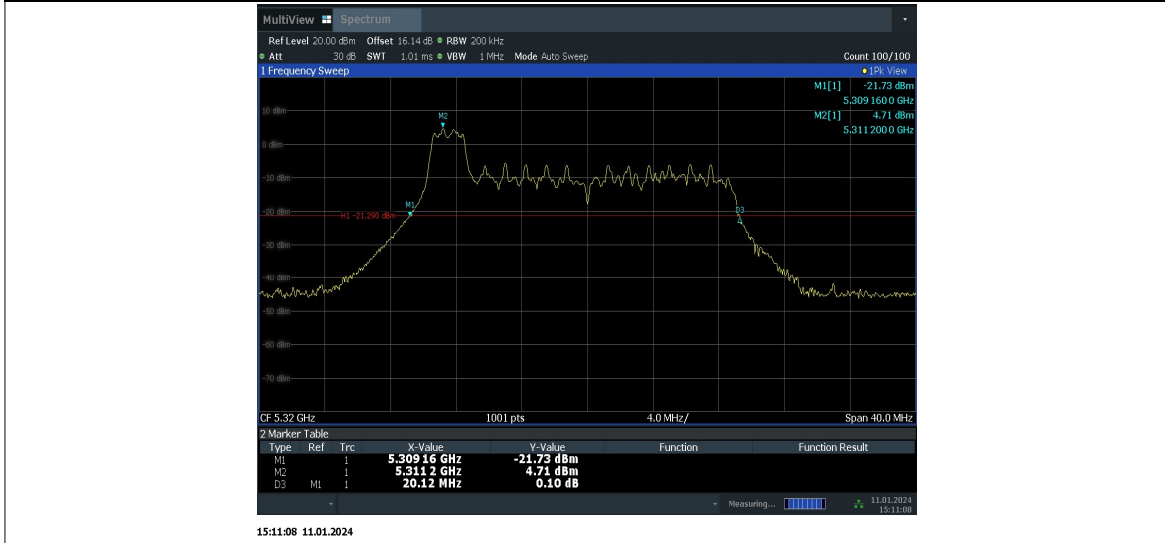 MultiView Spectrum
Ref Level 20.00 dBm Offset 16.14 dB RBW 200 kHz
Att 30 dB SWT 1.01 ms VBW 1 MHz Mode Auto Sweep Count 100/100
1 Frequency Sweep 1Pk View
M1[1] -21.73 dBm
5.309 160 0 GHz
M2[1] 4.71 dBm
5.311 200 0 GHz
10 dBm
M2
0 dBm
-10 dBm
M1
-20 dBm
D3
H1 -21.290 dBm
-30 dBm
-40 dBm
-50 dBm
-60 dBm
-70 dBm
CF 5.32 GHz 1001 pts 4.0 MHz/ Span 40.0 MHz
2 Marker Table
Type Ref Trc X-Value Y-Value Function Function Result
M1 1 5.309 16 GHz -21.73 dBm
M2 1 5.311 2 GHz 4.71 dBm
D3 M1 1 20.12 MHz 0.10 dB
Measuring... 11.01.2024
15:11:08
15:11:08 11.01.2024